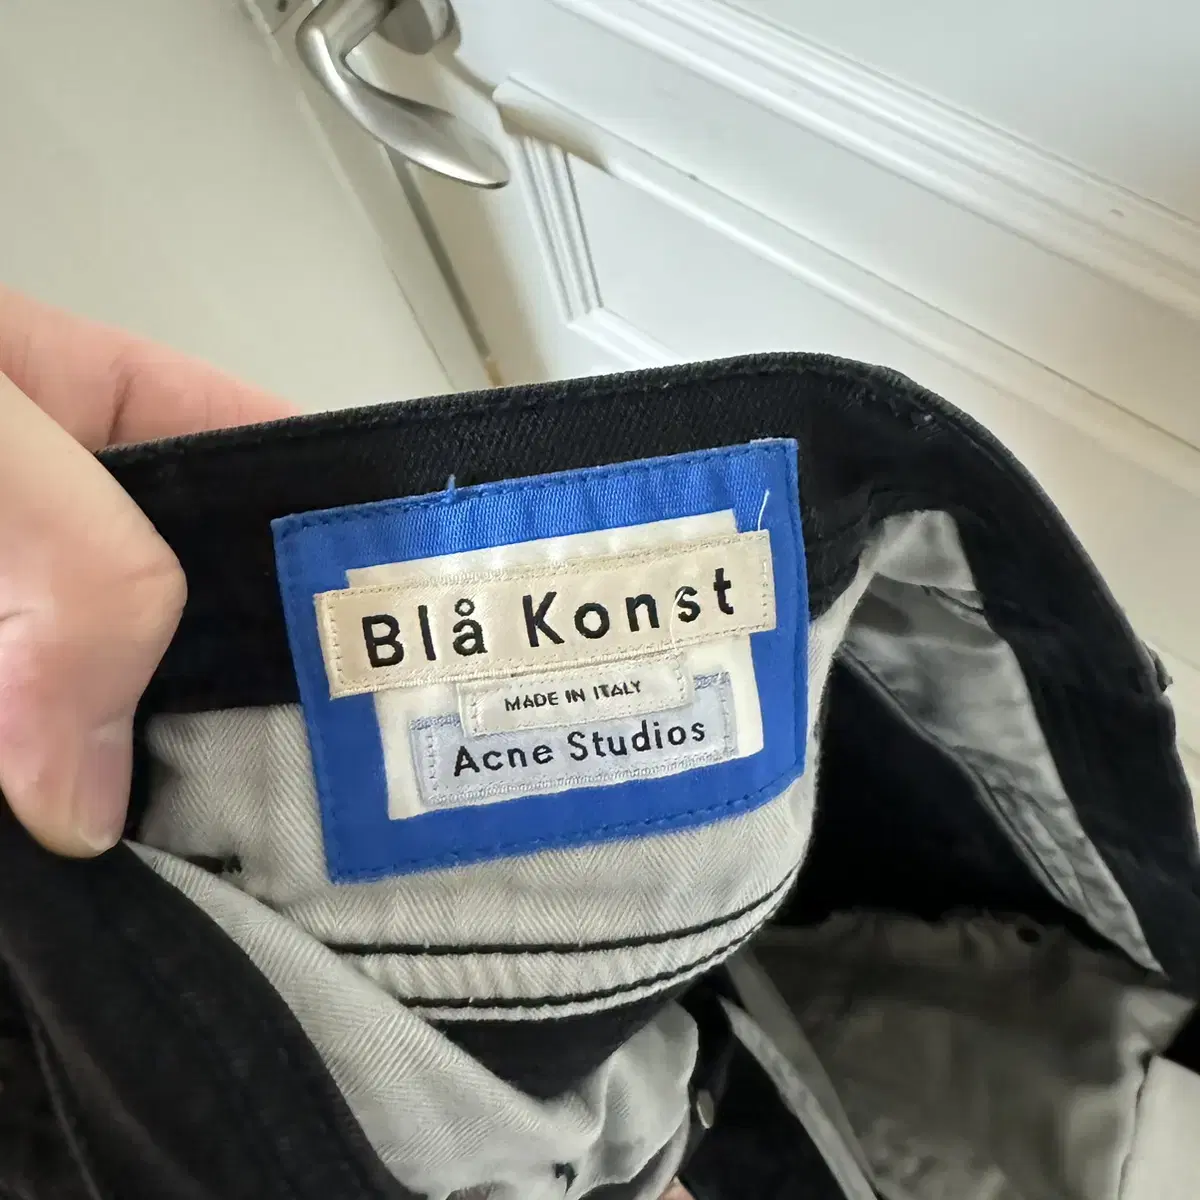 Blå Konst
MADE IN ITALY
Acne Studios